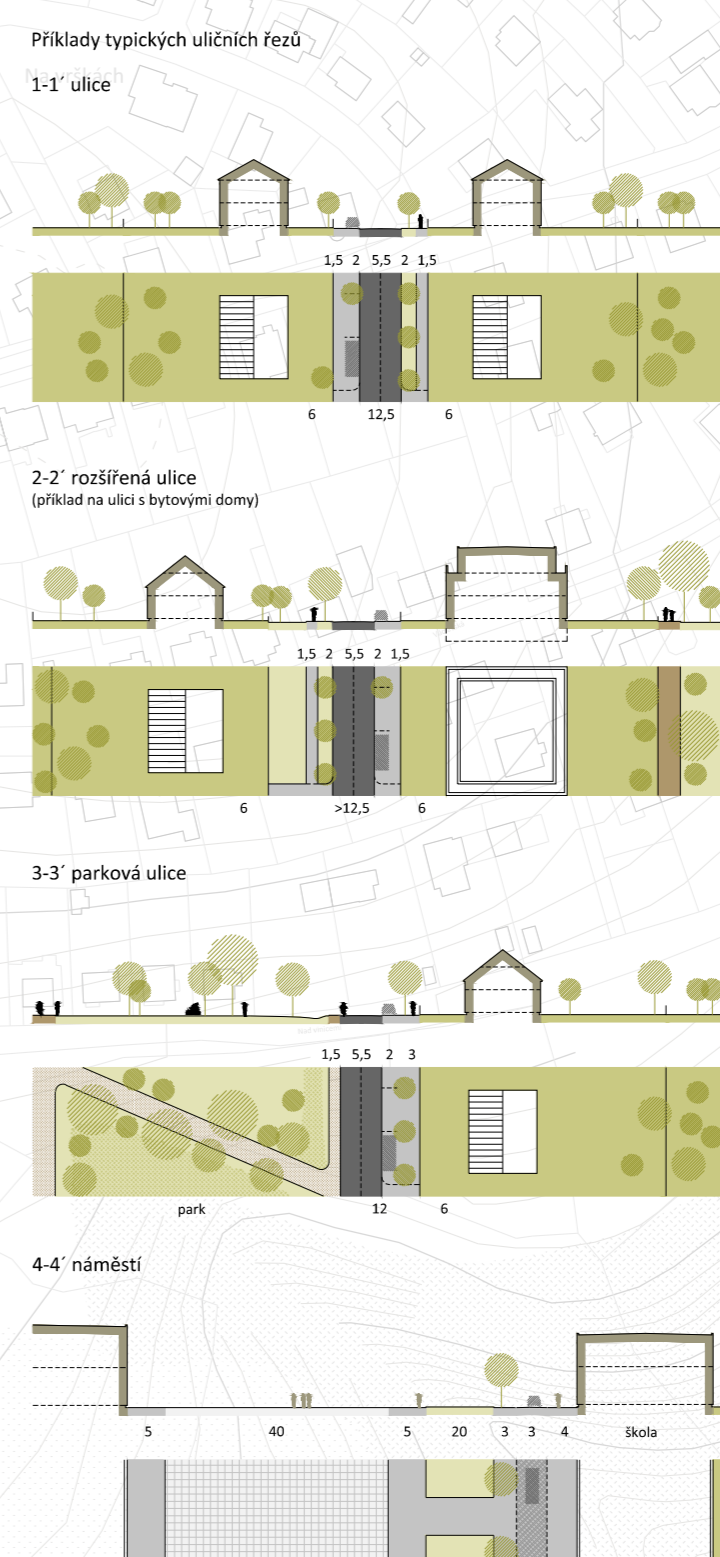 Příklady typických uličních řezů
Na vrškách
1-1´ ulice
1,5 2 5,5 2 1,5
6 12,5 6
2-2´ rozšířená ulice
(příklad na ulici s bytovými domy)
1,5 2 5,5 2 1,5
6 >12,5 6
3-3´ parková ulice
1,5 5,5 2 3
park 12 6
4-4´ náměstí
5 40 5 20 3 3 4 škola